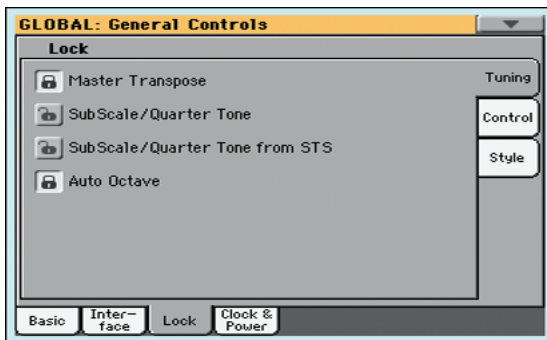 GLOBAL: General Controls
Lock
Master Transpose
SubScale/Quarter Tone
SubScale/Quarter Tone from STS
Auto Octave
Tuning
Control
Style
Basic
Inter-
face
Lock
Clock &
Power